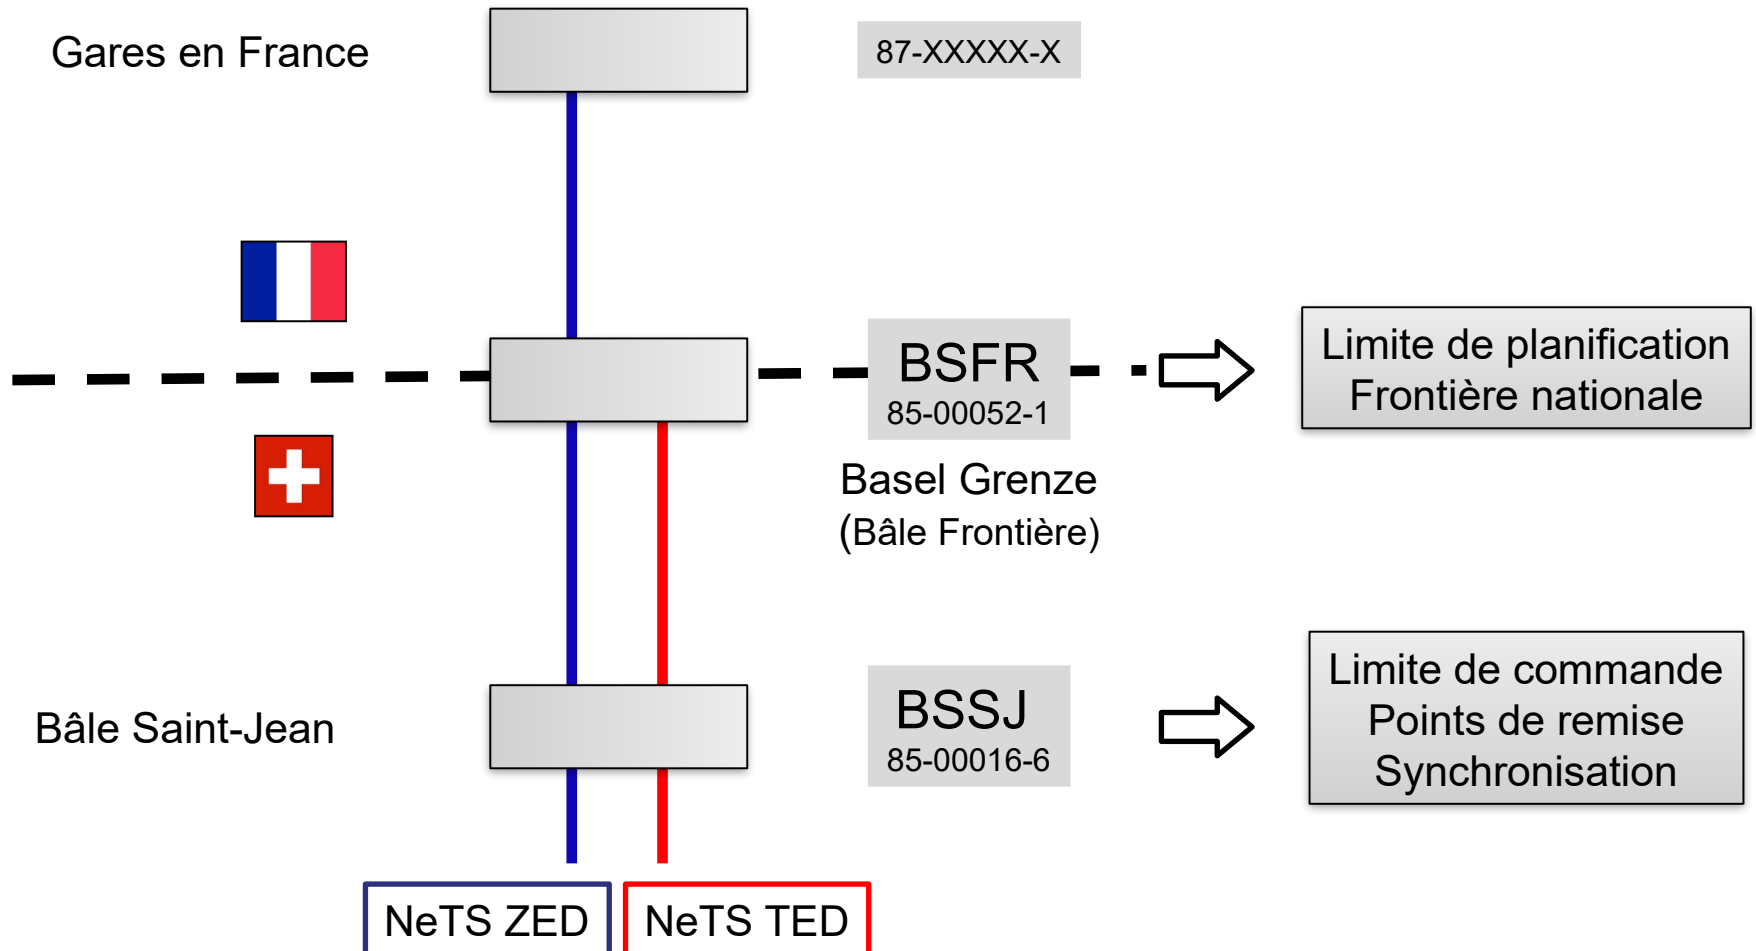 Gares en France
87-XXXXX-X
BSFR
85-00052-1
Basel Grenze
(Bâle Frontière)
Limite de planification
Frontière nationale
Bâle Saint-Jean
BSSJ
85-00016-6
Limite de commande
Points de remise
Synchronisation
NeTS ZED
NeTS TED